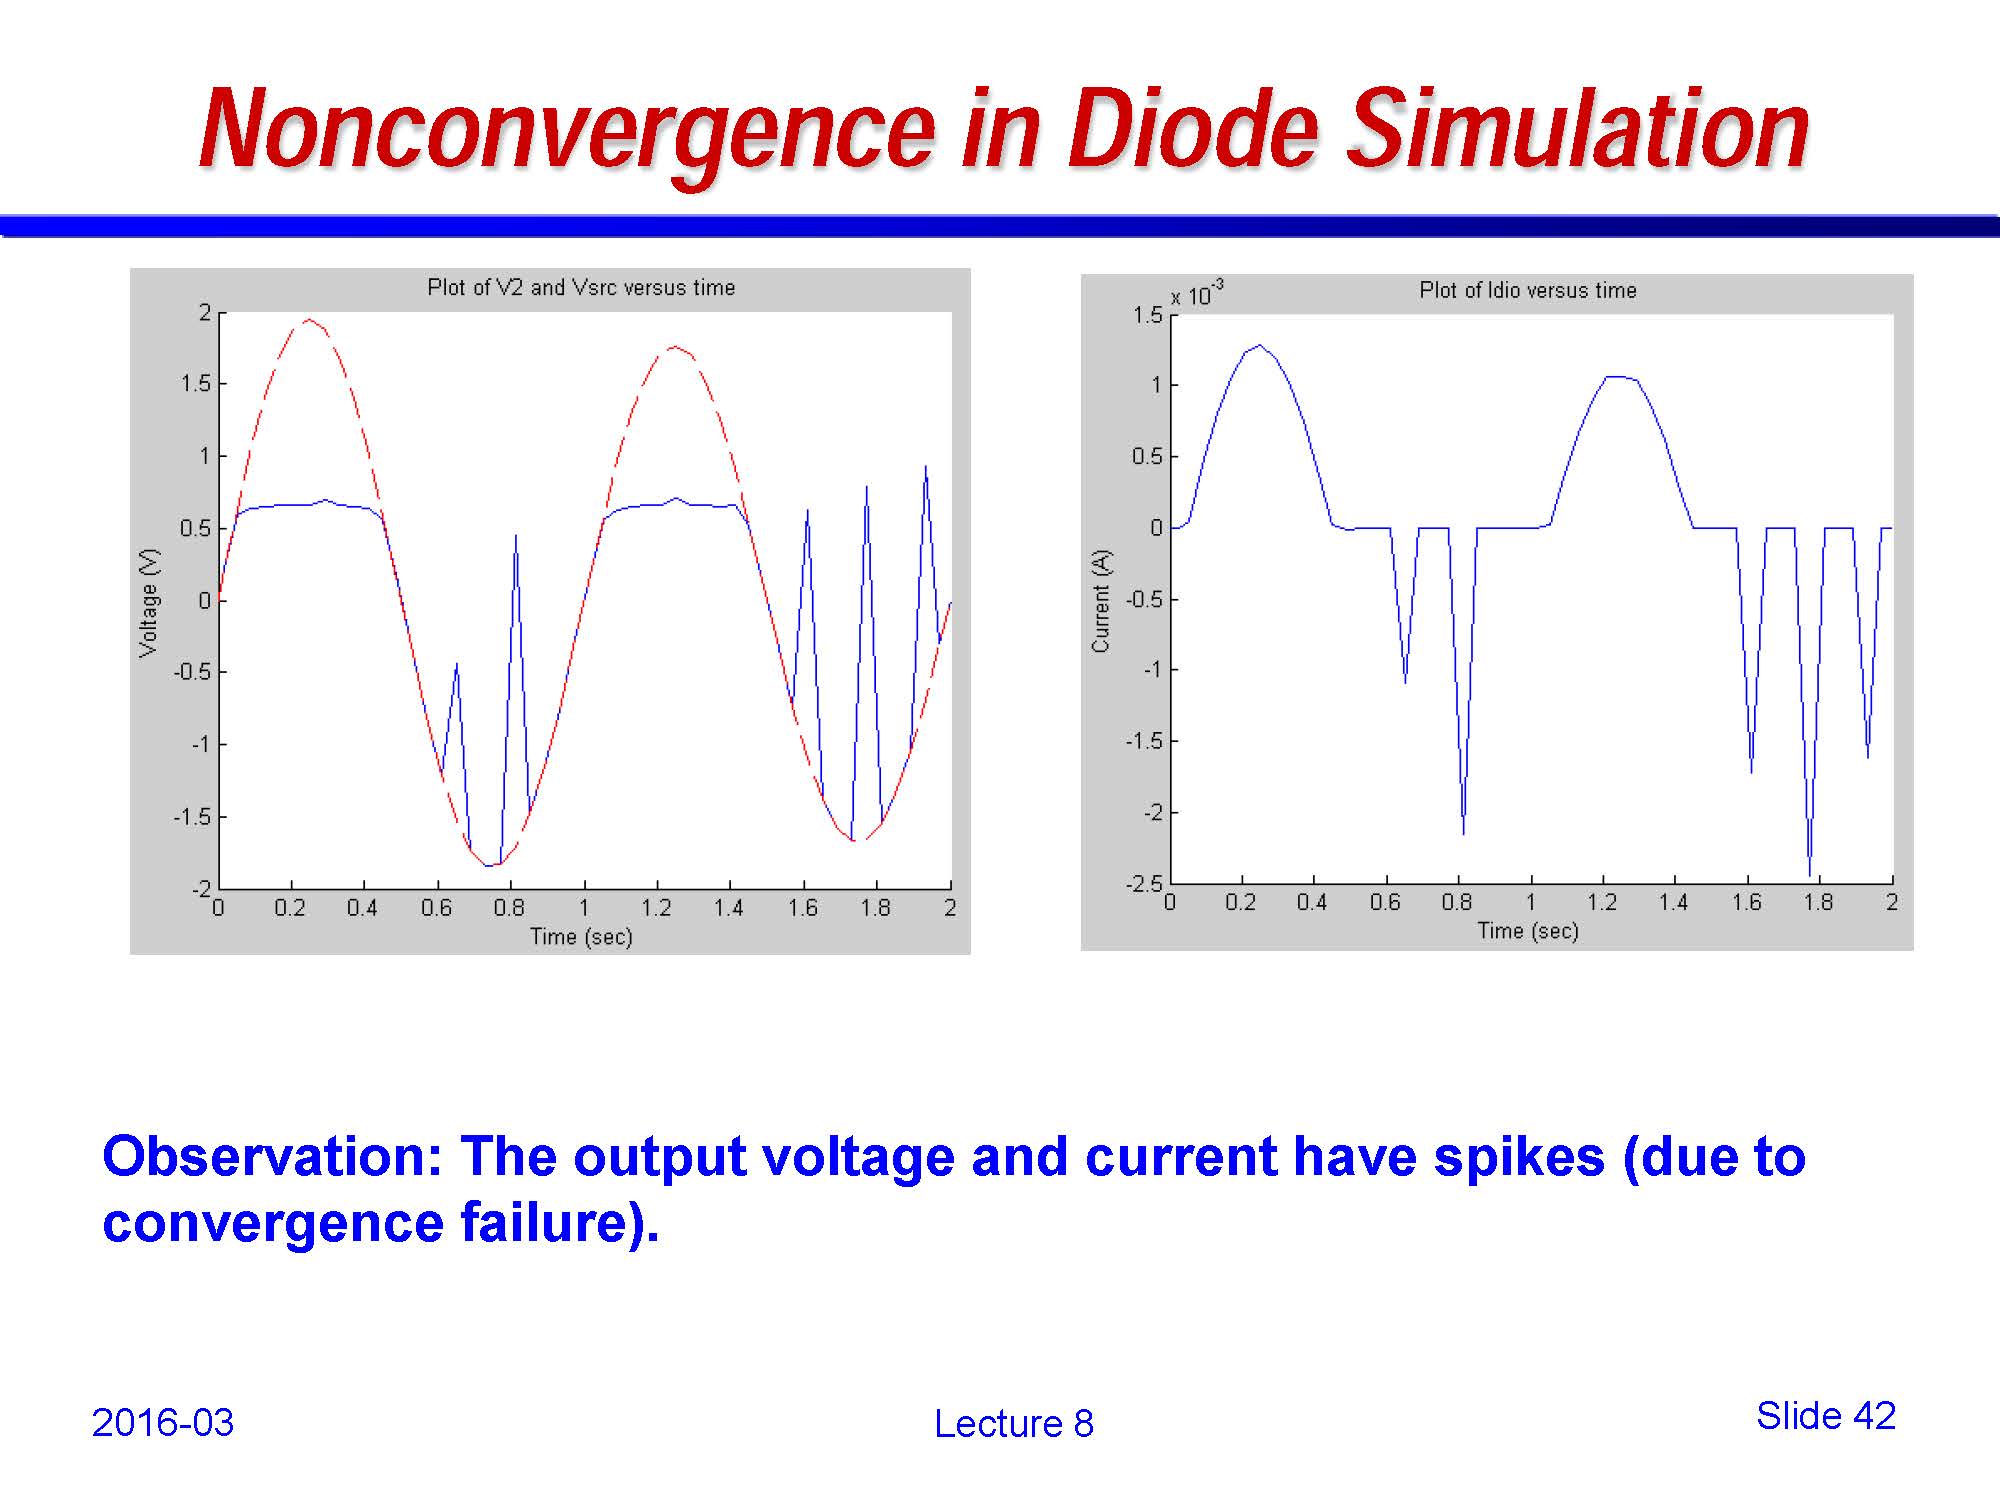 Nonconvergence in Diode Simulation
Plot of V2 and Vsrc versus time
2
1.5
1
0.5
0
-0.5
-1
-1.5
-2
Voltage (V)
0 0.2 0.4 0.6 0.8 1 1.2 1.4 1.6 1.8 2
Time (sec)
Plot of Idio versus time
x 10-3
1.5
1
0.5
0
-0.5
-1
-1.5
-2
-2.5
Current (A)
0 0.2 0.4 0.6 0.8 1 1.2 1.4 1.6 1.8 2
Time (sec)
Observation: The output voltage and current have spikes (due to
convergence failure).
2016-03 Lecture 8 Slide 42